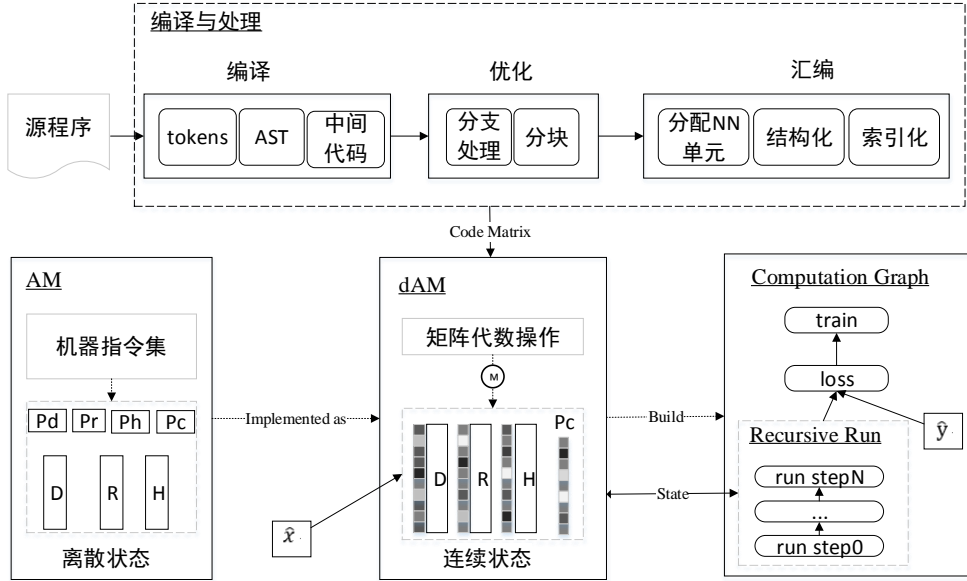 编译与处理
编译
优化
汇编
源程序
tokens
AST
中间
代码
分支
处理
分块
分配NN
单元
结构化
索引化
Code Matrix
AM
机器指令集
Pd
Pr
Ph
Pc
D
R
H
离散状态
Implemented as
dAM
矩阵代数操作
M
Pc
D
R
H
连续状态
x̂
Build
State
Computation Graph
train
loss
ŷ
Recursive Run
run stepN
...
run step0